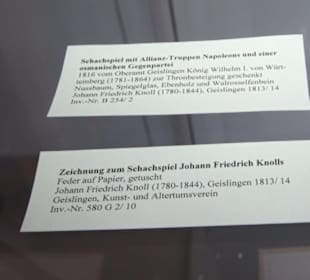 Schachspiel mit Allianz-Truppen Napoleons und einer
osmanischen Gegenpartei
1816 vom Oberamt Geislingen König Wilhelm I. von Würt-
temberg (1781-1864) zur Thronbesteigung geschenkt
Nussbaum, Spiegelglas, Ebenholz und Walrosselfenbein
Johann Friedrich Knoll (1780-1844), Geislingen 1813/ 14
Inv.-Nr. B 254/ 2
Zeichnung zum Schachspiel Johann Friedrich Knolls
Feder auf Papier, getuscht
Johann Friedrich Knoll (1780-1844), Geislingen 1813/ 14
Geislingen, Kunst- und Altertumsverein
Inv.-Nr. 580 G 2/ 10